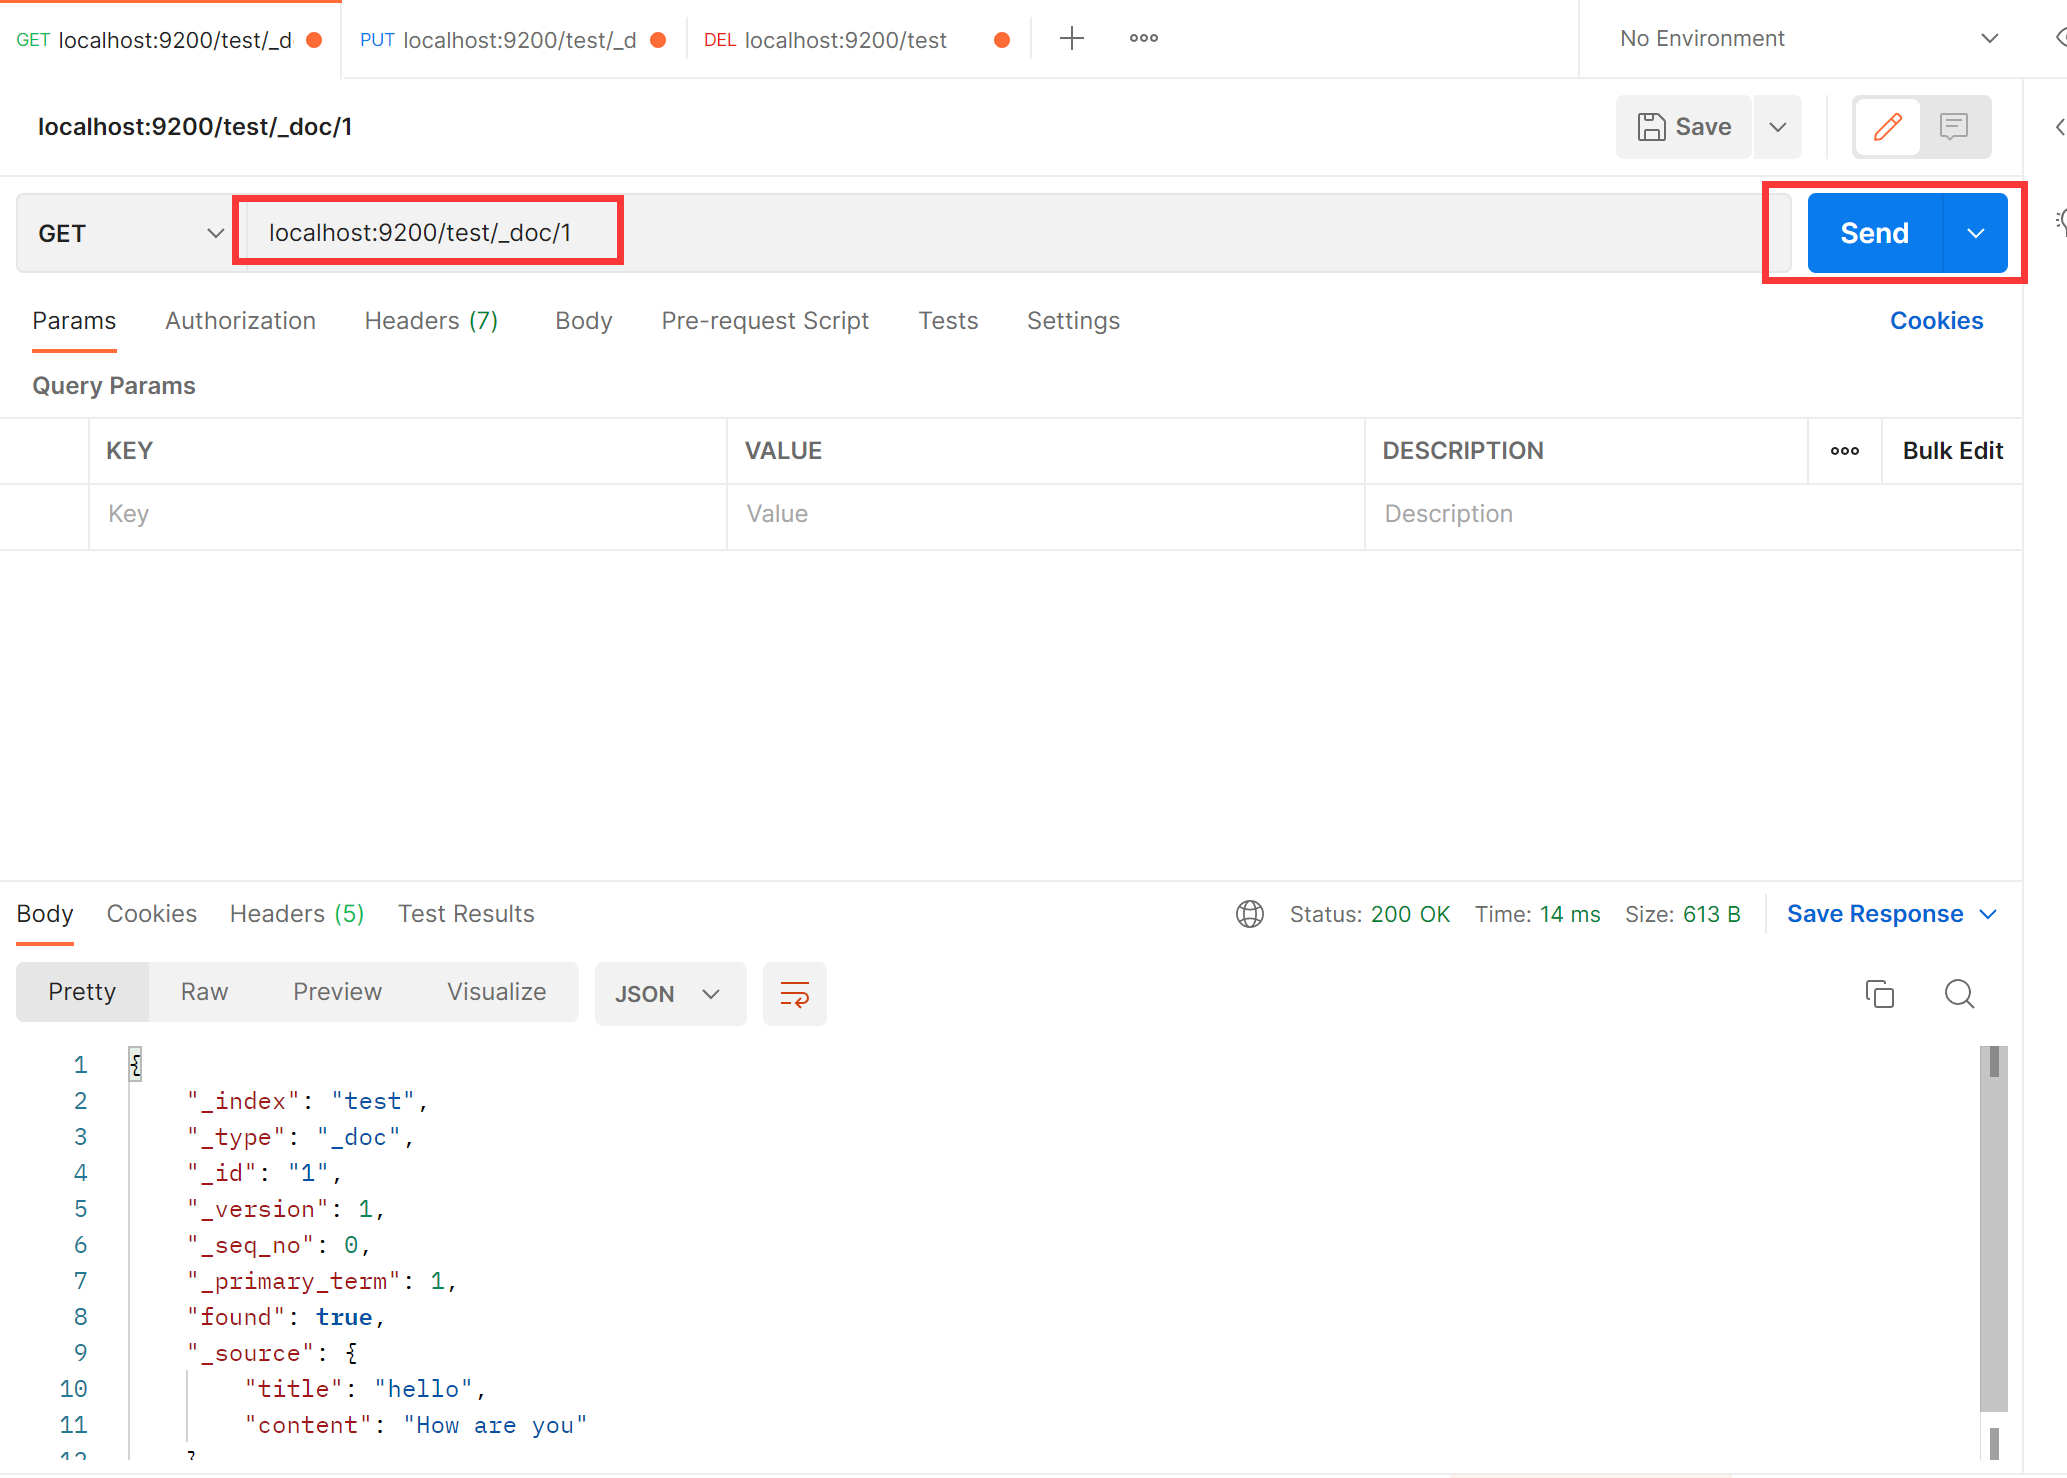 GET localhost:9200/test/_d PUT localhost:9200/test/_d DEL localhost:9200/test No Environment
localhost:9200/test/_doc/1 Save
GET localhost:9200/test/_doc/1 Send
Params Authorization Headers (7) Body Pre-request Script Tests Settings Cookies
Query Params
KEY VALUE DESCRIPTION Bulk Edit
Key Value Description
Body Cookies Headers (5) Test Results Status: 200 OK Time: 14 ms Size: 613 B Save Response
Pretty Raw Preview Visualize JSON
1 {
2 "_index": "test",
3 "_type": "_doc",
4 "_id": "1",
5 "_version": 1,
6 "_seq_no": 0,
7 "_primary_term": 1,
8 "found": true,
9 "_source": {
10 "title": "hello",
11 "content": "How are you"
12 }